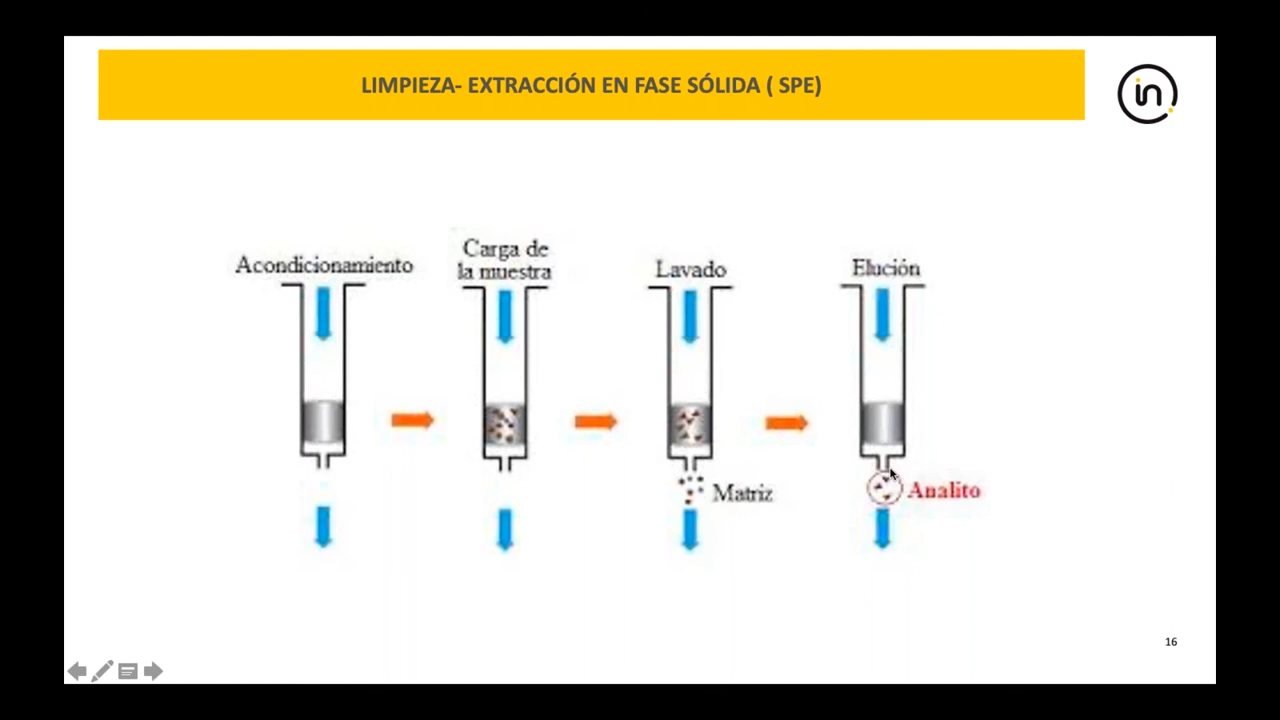 LIMPIEZA- EXTRACCIÓN EN FASE SÓLIDA ( SPE)
in
Acondicionamiento
Carga de
la muestra
Lavado
Elución
Matriz
Analito
16